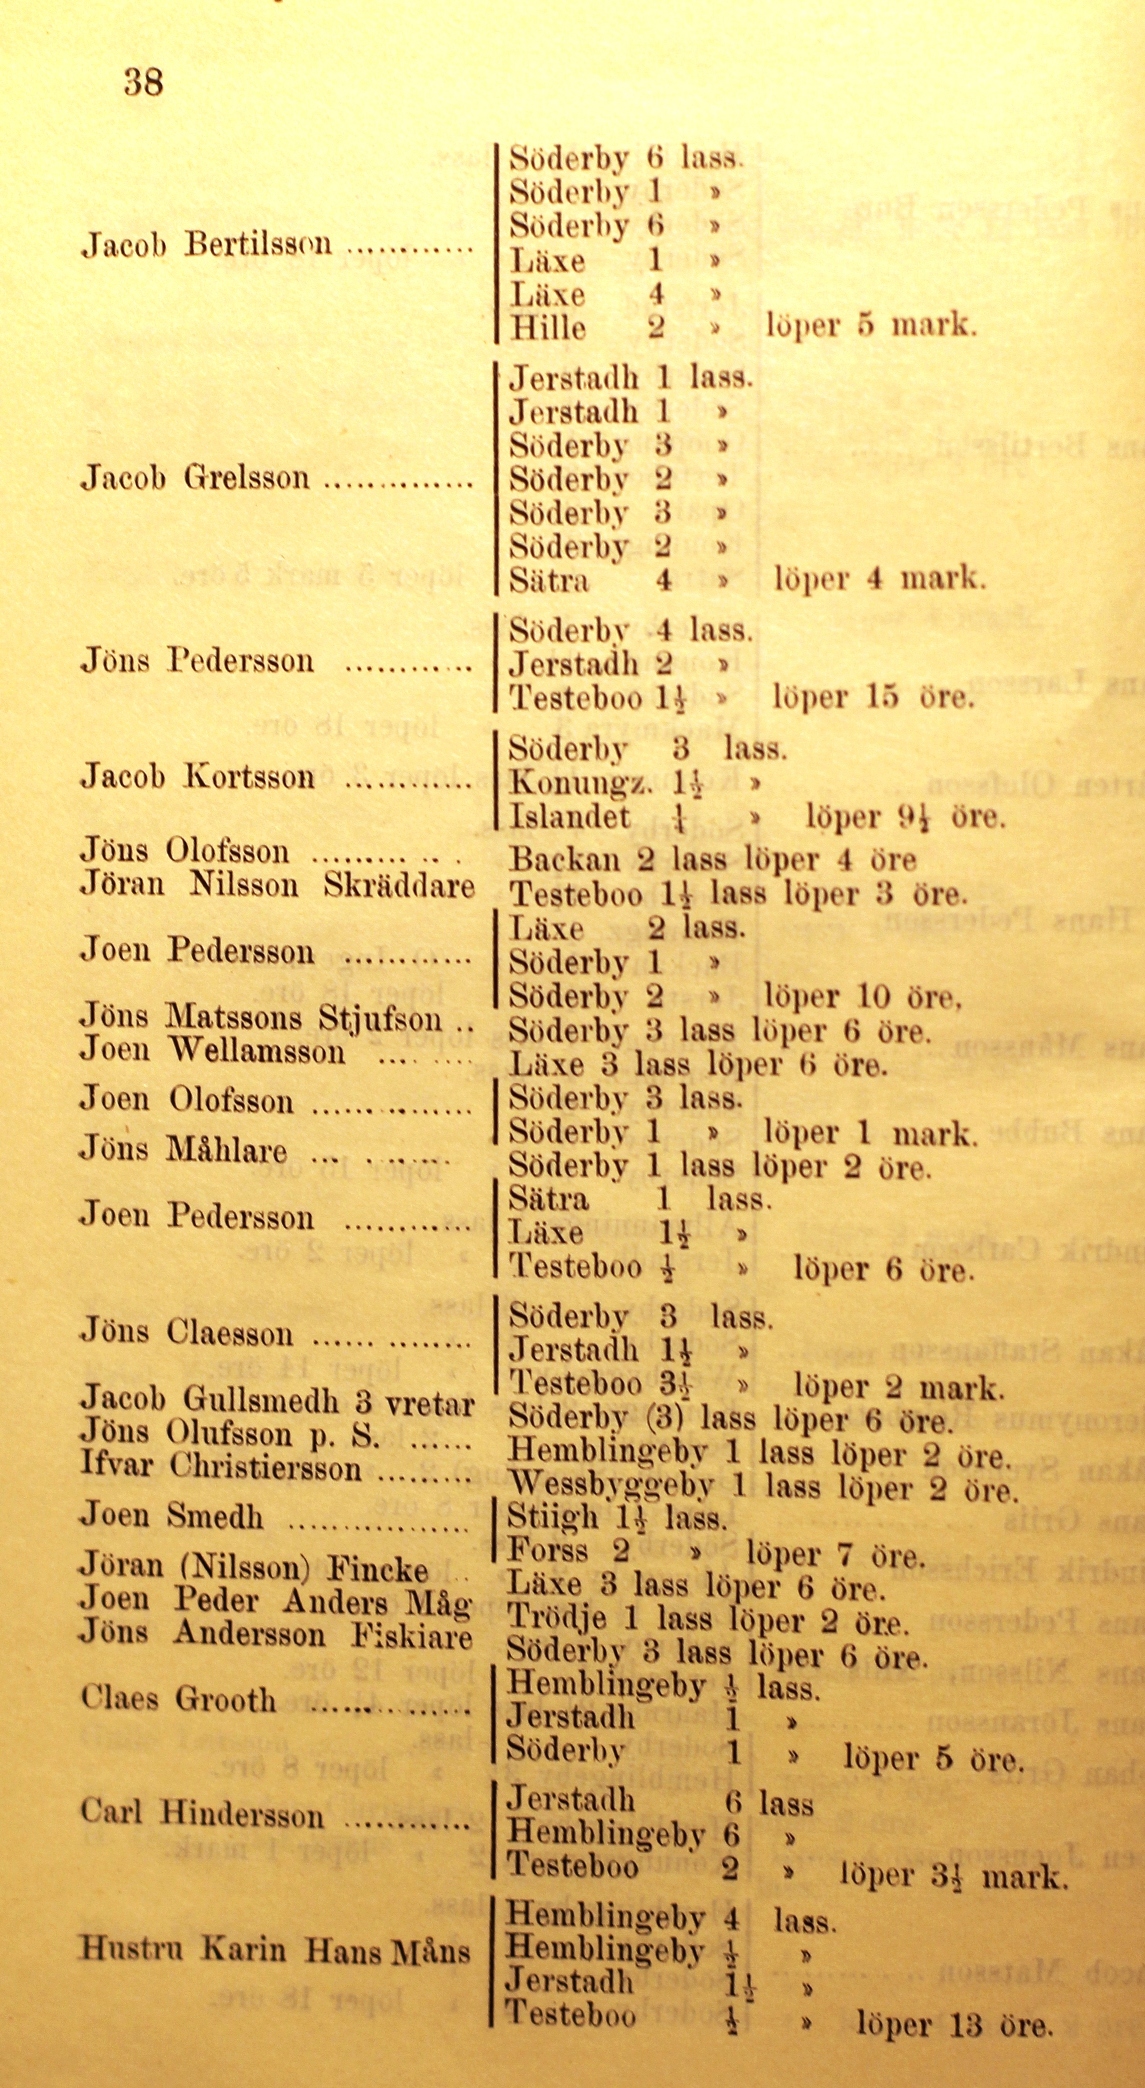 38
Söderby 6 lass.
Söderby 1 »
Söderby 6 »
Jacob Bertilsson ............
Läxe 1 »
Läxe 4 »
Hille 2 » löper 5 mark.
Jerstadh 1 lass.
Jerstadh 1 »
Söderby 3 »
Jacob Grelsson .............. Söderby 2 »
Söderby 3 »
Söderby 2 »
Sätra 4 » löper 4 mark.
Söderby 4 lass.
Jöns Pedersson ............ Jerstadh 2 »
Testeboo 1½ » löper 15 öre.
Söderby 3 lass.
Jacob Kortsson ............ Konungz. 1½ »
Islandet ¼ » löper 9½ öre.
Jöns Olofsson ............ Backan 2 lass löper 4 öre
Jöran Nilsson Skräddare Testeboo 1½ lass löper 3 öre.
Läxe 2 lass.
Joen Pedersson ............ Söderby 1 »
Söderby 2 » löper 10 öre.
Jöns Matssons Stjufson .. Söderby 3 lass löper 6 öre.
Joen Wellamsson ........ Läxe 3 lass löper 6 öre.
Joen Olofsson ............... Söderby 3 lass.
Söderby 1 » löper 1 mark.
Jöns Måhlare ... . ...... Söderby 1 lass löper 2 öre.
Sätra 1 lass.
Joen Pedersson ............ Läxe 1½ »
Testeboo ½ » löper 6 öre.
Söderby 3 lass.
Jöns Claesson ...... ........ Jerstadh 1½ »
Testeboo 3½ » löper 2 mark.
Jacob Gullsmedh 3 vretar Söderby (3) lass löper 6 öre.
Jöns Olufsson p. S. ...... Hemblingeby 1 lass löper 2 öre.
Ifvar Christiersson ......... Wessbyggeby 1 lass löper 2 öre.
Joen Smedh ................. Stiigh 1½ lass.
Forss 2 » löper 7 öre.
Jöran (Nilsson) Fincke .. Läxe 3 lass löper 6 öre.
Joen Peder Anders Måg Trödje 1 lass löper 2 öre.
Jöns Andersson Fiskiare Söderby 3 lass löper 6 öre.
Hemblingeby ½ lass.
Claes Grooth ............... Jerstadh 1 »
Söderby 1 » löper 5 öre.
Jerstadh 6 lass
Carl Hindersson ............ Hemblingeby 6 »
Testeboo 2 » löper 3½ mark.
Hemblingeby 4 lass.
Hustru Karin Hans Måns Hemblingeby ½ »
Jerstadh 1½ »
Testeboo ½ » löper 13 öre.